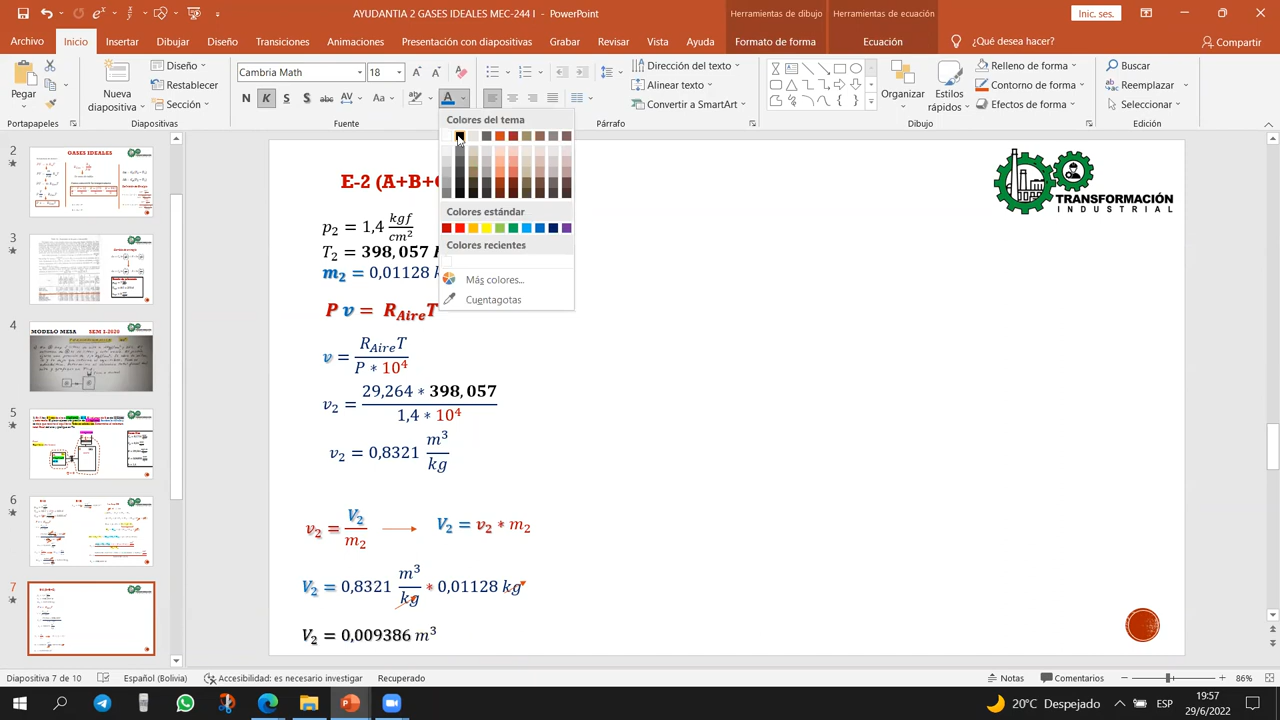 AYUDANTIA 2 GASES IDEALES MEC-244 I - PowerPoint
Herramientas de dibujo
Herramientas de ecuación
Inic. ses.
Archivo
Inicio
Insertar
Dibujar
Diseño
Transiciones
Animaciones
Presentación con diapositivas
Grabar
Revisar
Vista
Ayuda
Formato de forma
Ecuación
¿Qué desea hacer?
Compartir
Pegar
Nueva
diapositiva
Diseño
Restablecer
Sección
Cambria Math
18
N K S S abc AV Aa
Dirección del texto
Alinear texto
Convertir a SmartArt
Organizar
Estilos
rápidos
Relleno de forma
Contorno de forma
Efectos de forma
Buscar
Reemplazar
Seleccionar
Portapapeles
Diapositivas
Fuente
Párrafo
Dibujo
Edición
Colores del tema
Colores estándar
Colores recientes
Más colores...
Cuentagotas
2
GASES IDEALES
4
MODELO MESA SEM I-2020
5
6
7
E-2 (A+B+
p₂ = 1,4 kgf/cm²
T₂ = 398,057
m₂ = 0,01128
P v = R_Aire T
v = R_Aire T / P * 10⁴
v₂ = 29,264 * 398,057 / 1,4 * 10⁴
v₂ = 0,8321 m³/kg
v₂ = V₂/m₂ → V₂ = v₂ * m₂
V₂ = 0,8321 m³/kg * 0,01128 kg
V₂ = 0,009386 m³
TRANSFORMACIÓN
INDUSTRIAL
Diapositiva 7 de 10
Español (Bolivia)
Accesibilidad: es necesario investigar
Recuperado
Notas
Comentarios
86%
20°C Despejado
ESP
19:57
29/6/2022